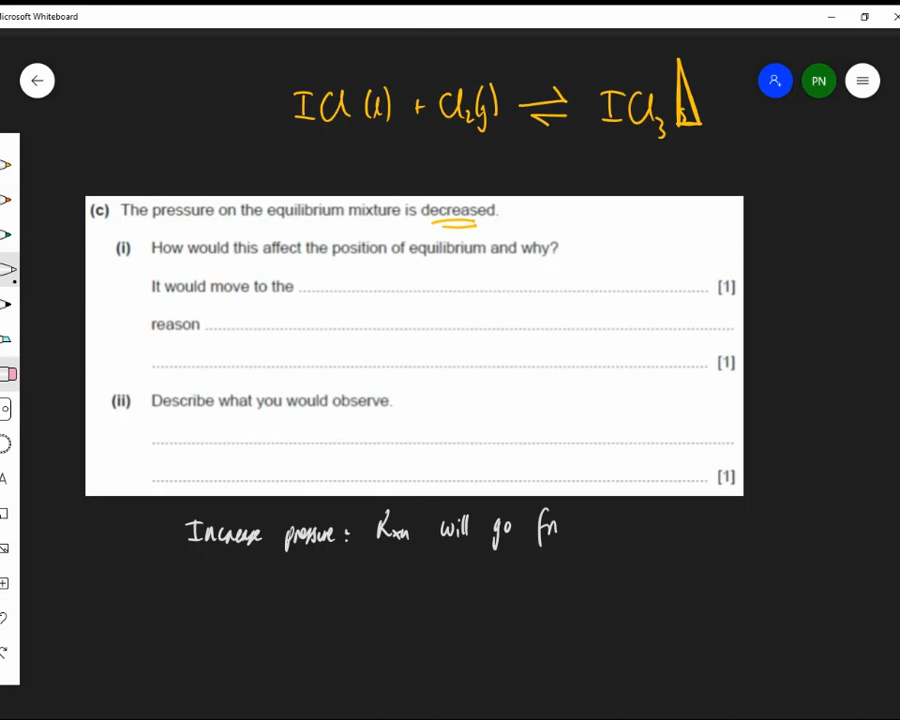 Microsoft Whiteboard
PN
ICl (l) + Cl2(g) ⇌ ICl3
(c) The pressure on the equilibrium mixture is decreased.
(i) How would this affect the position of equilibrium and why?
It would move to the ........ [1]
reason ........
........ [1]
(ii) Describe what you would observe.
........
........ [1]
Increase pressure: Rxn will go fr